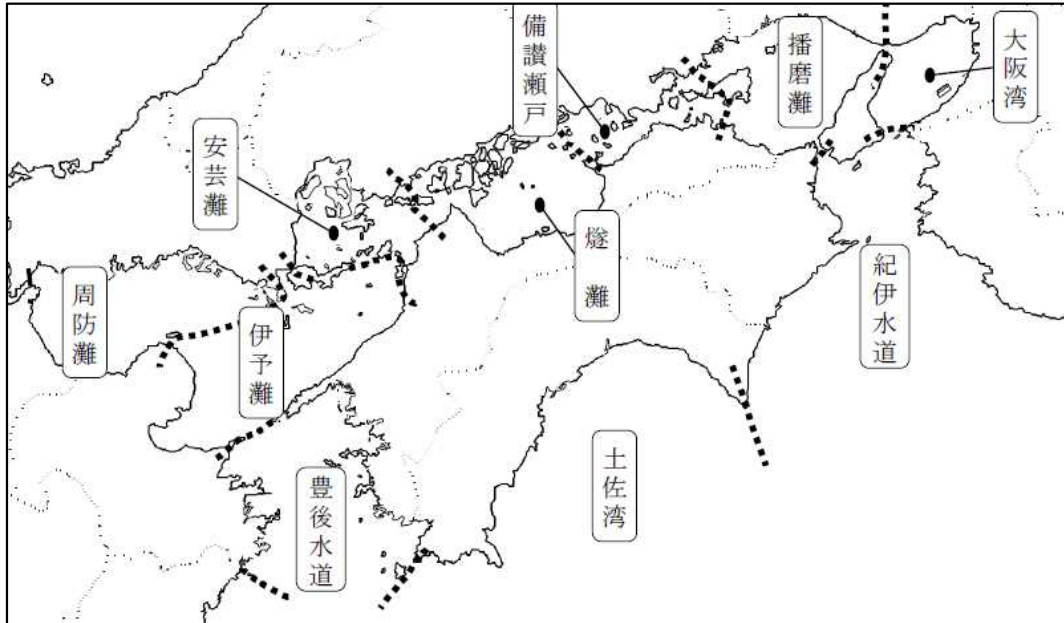 備讃瀬戸
播磨灘
大阪湾
安芸灘
燧 灘
紀伊水道
周防灘
伊予灘
土佐湾
豊後水道